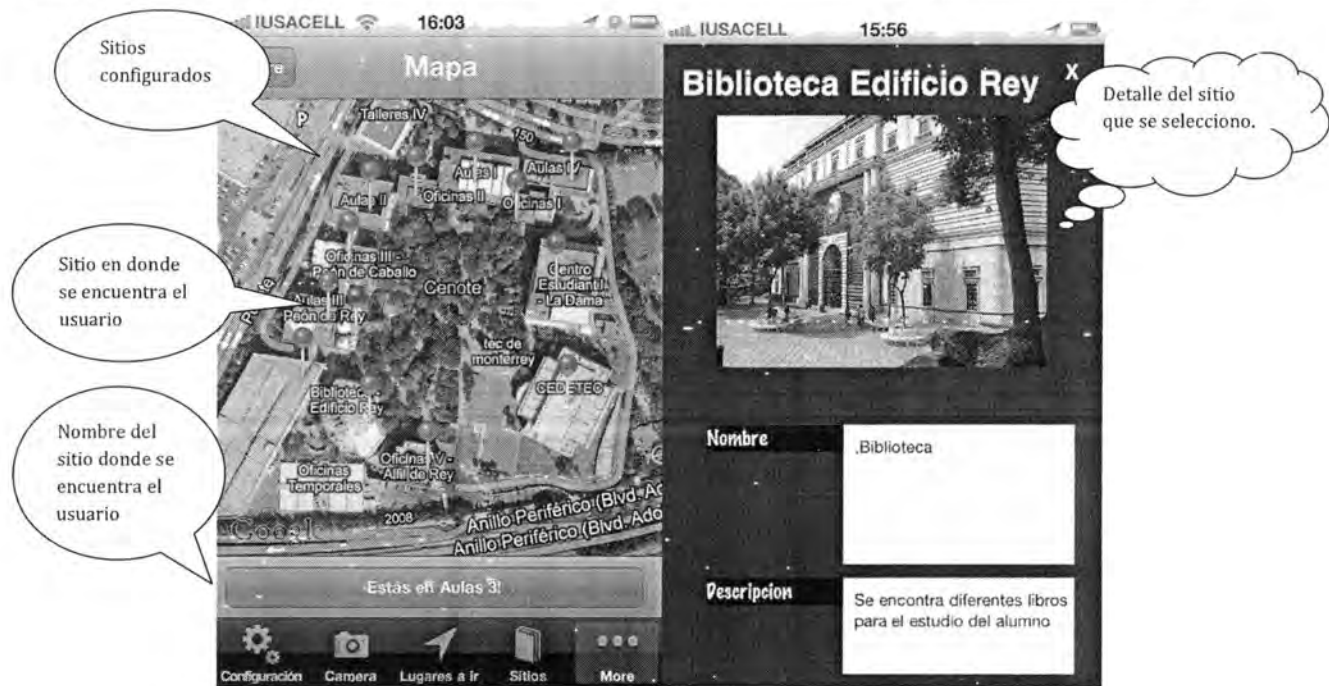 Sitios
configurados
Sitio en donde
se encuentra el
usuario
Nombre del
sitio donde se
encuentra el
usuario
IUSACELL 16:03
Mapa
P
Talleres IV
150
Aulas I
Aulas IV
Aulas II
Oficinas II
Oficinas I
Oficinas III -
Peón de Caballo
Cenote
Centro
Estudiantil
- La Dama
Aulas III
Peón de Rey
tec de
monterrey
CEDETEC
Biblioteca
Edificio Rey
Oficinas V -
Alfil de Rey
Oficinas
Temporales
2008
Anillo Periférico (Blvd. Ado
Anillo Periférico (Blvd. Ado
Google
Estás en Aulas 3!
Configuración Camera Lugares a ir Sitios More
IUSACELL 15:56
Biblioteca Edificio Rey X
Detalle del sitio
que se selecciono.
Nombre
.Biblioteca
Descripcion
Se encontra diferentes libros
para el estudio del alumno